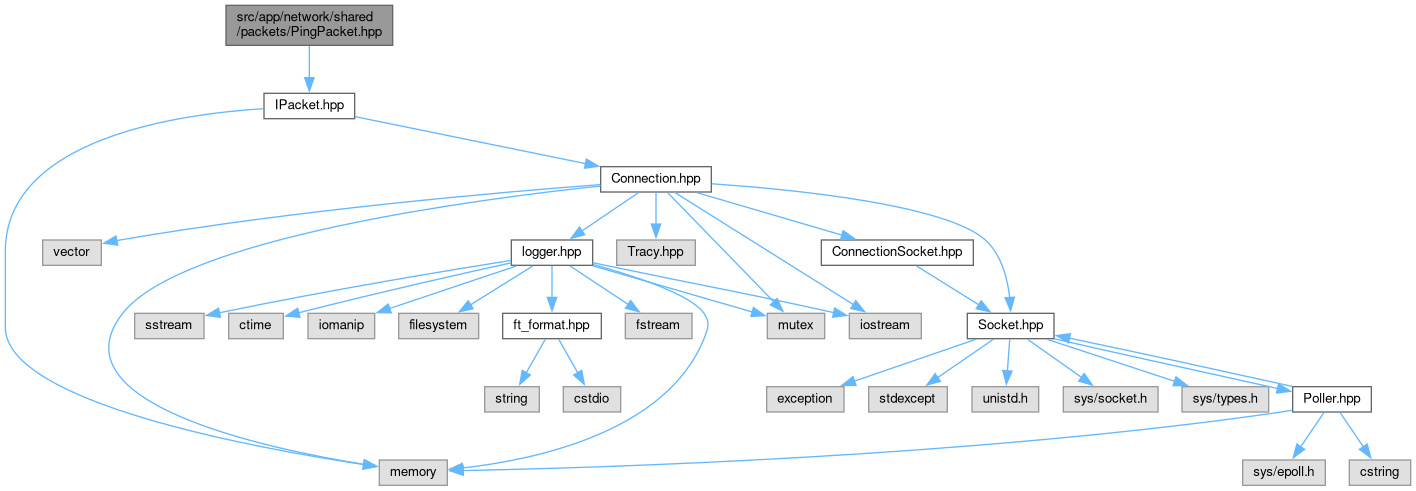 src/app/network/shared
/packets/PingPacket.hpp
IPacket.hpp
Connection.hpp
vector
logger.hpp
Tracy.hpp
ConnectionSocket.hpp
sstream
ctime
iomanip
filesystem
ft_format.hpp
fstream
mutex
iostream
Socket.hpp
string
cstdio
exception
stdexcept
unistd.h
sys/socket.h
sys/types.h
Poller.hpp
memory
sys/epoll.h
cstring